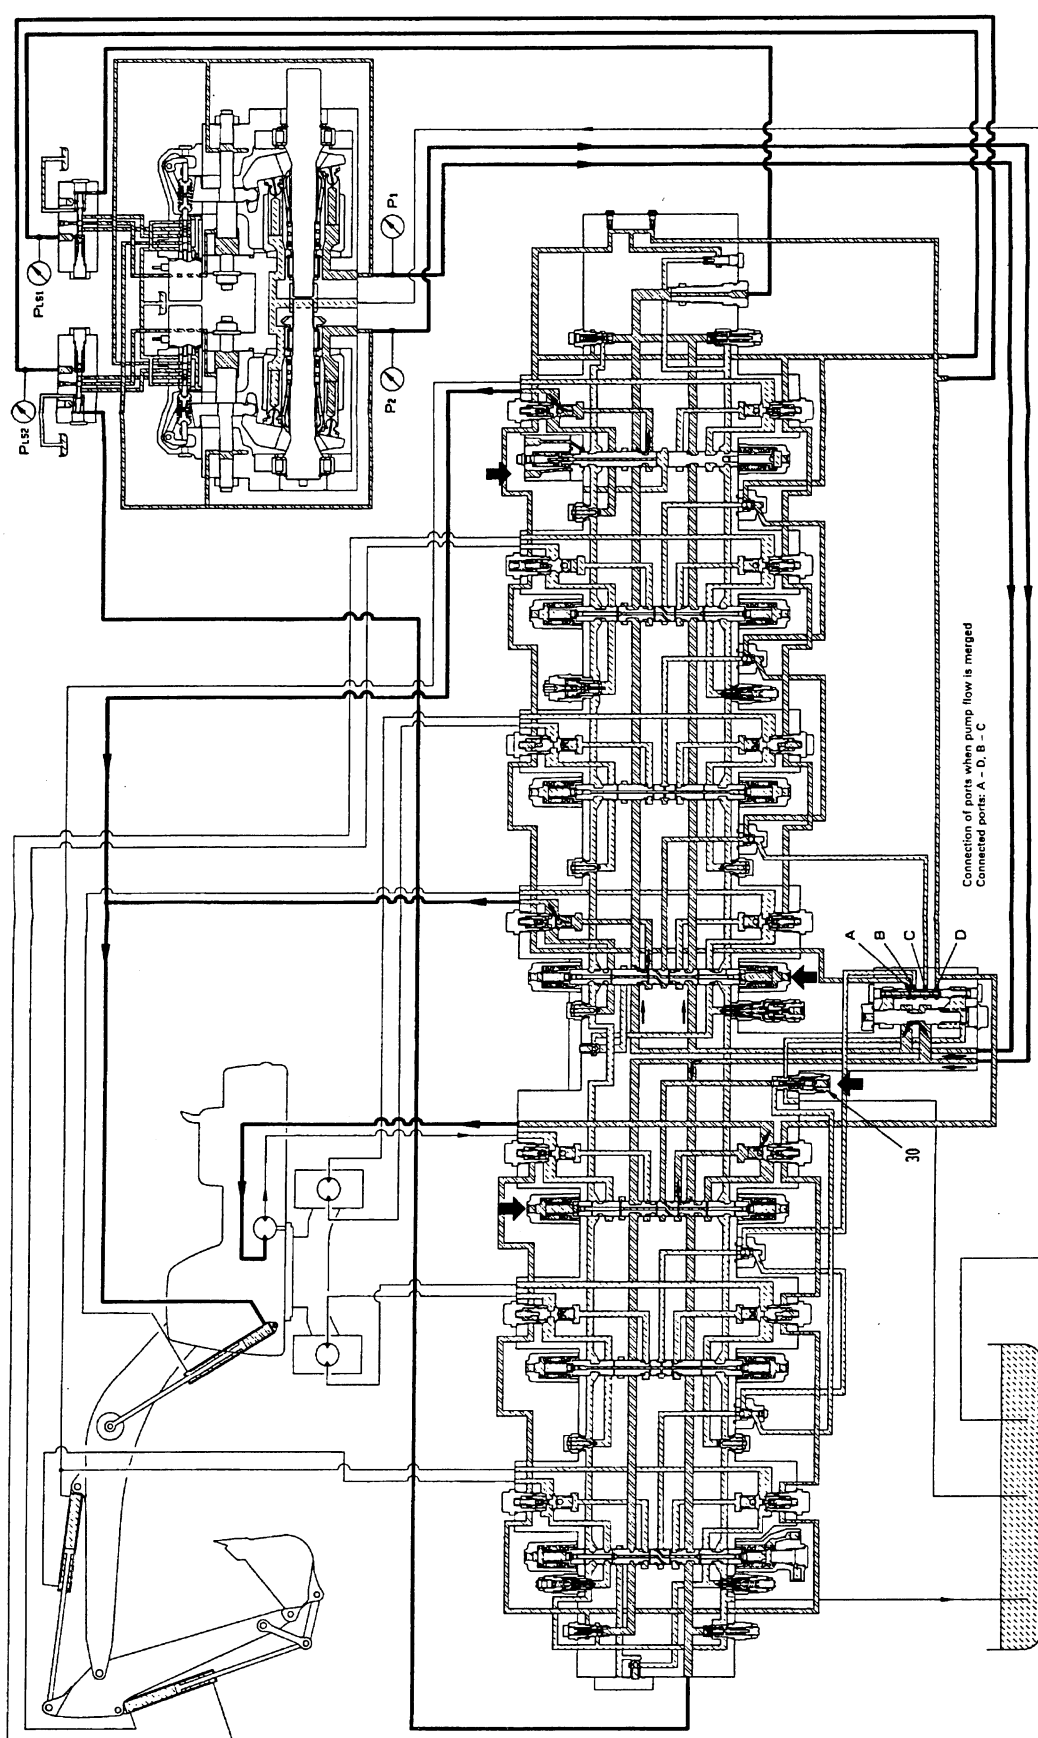 PLS1
PLS2
P1
P2
A
B
C
D
Connection of ports when pump flow is merged
Connected ports: A – D, B – C
30